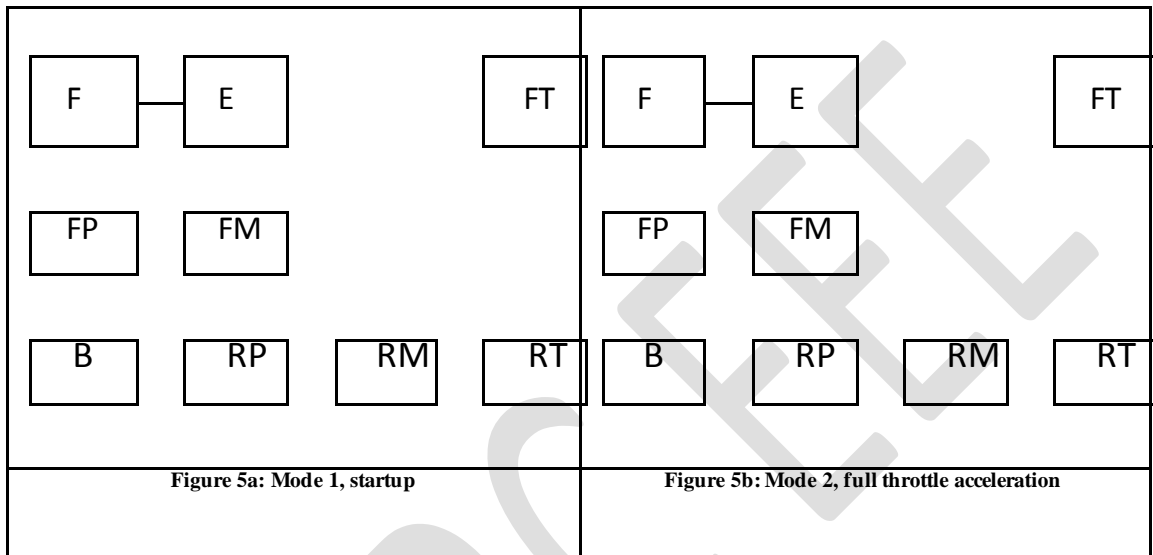 F E FT F E FT
FP FM FP FM
B RP RM RT B RP RM RT
Figure 5a: Mode 1, startup Figure 5b: Mode 2, full throttle acceleration